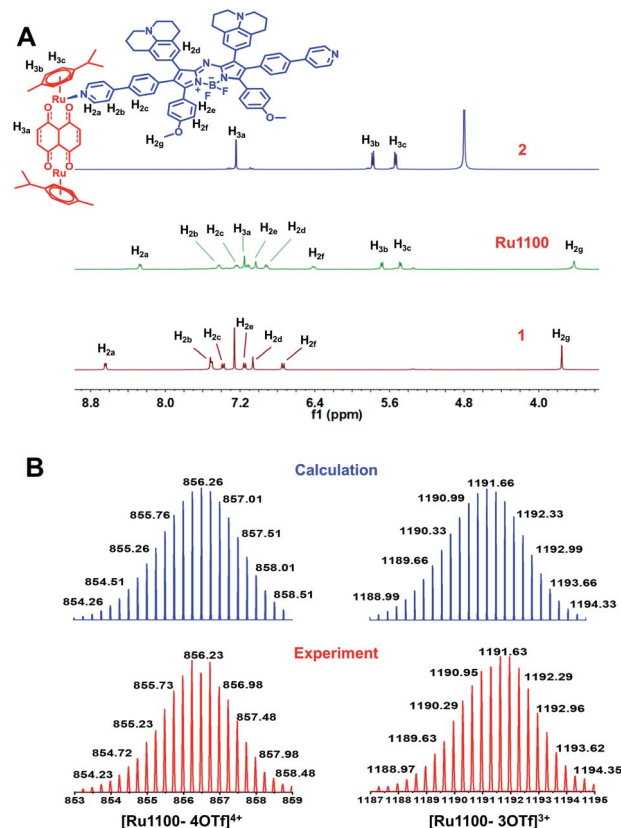 A
H3b
H3c
Ru
N
H2a
H2b
H2c
H2d
N
N
N
N
N
B
F
F
+
-
H2e
H2f
O
H2g
O
O
O
H3a
O
O
Ru
H3a
H3b
H3c
2
H2a
H2b
H2c
H3a
H2e
H2d
H2f
H3b
H3c
Ru1100
H2g
H2a
H2b
H2c
H2e
H2d
H2f
1
H2g
8.8 8.0 7.2 6.4 5.6 4.8 4.0
f1 (ppm)
B
Calculation
856.26
857.01
855.76
857.51
855.26
858.01
854.51
858.51
854.26
1191.66
1190.99
1192.33
1190.33
1192.99
1189.66
1193.66
1188.99
1194.33
Experiment
856.23
855.73
856.98
855.23
857.48
854.72
857.98
854.23
858.48
853 854 855 856 857 858 859
[Ru1100- 4OTf]4+
1191.63
1190.95
1192.29
1190.29
1192.96
1189.63
1193.62
1188.97
1194.35
1187 1188 1189 1190 1191 1192 1193 1194 1195
[Ru1100- 3OTf]3+